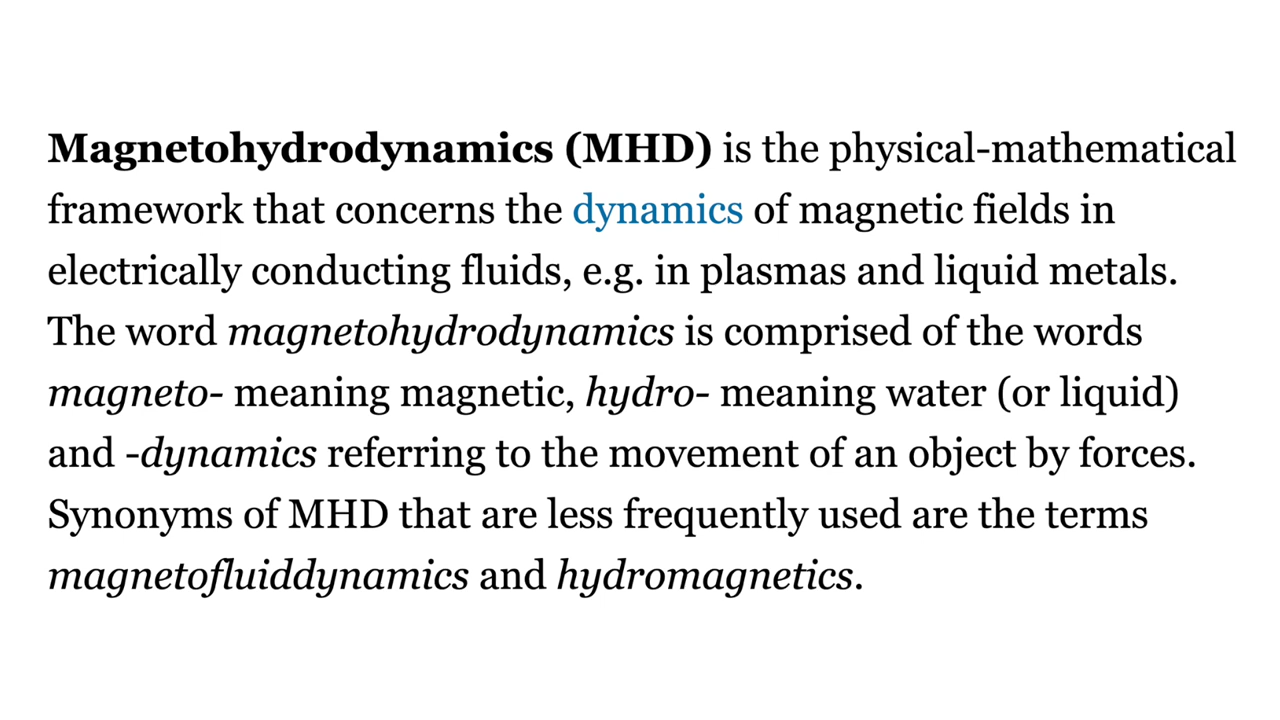 Magnetohydrodynamics (MHD) is the physical-mathematical
framework that concerns the dynamics of magnetic fields in
electrically conducting fluids, e.g. in plasmas and liquid metals.
The word magnetohydrodynamics is comprised of the words
magneto- meaning magnetic, hydro- meaning water (or liquid)
and -dynamics referring to the movement of an object by forces.
Synonyms of MHD that are less frequently used are the terms
magnetofluiddynamics and hydromagnetics.